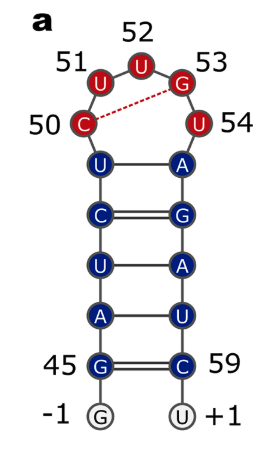 a
52
51 U U G 53
50 C U 54
U A
C G
U A
A U
45 G C 59
-1 G U +1